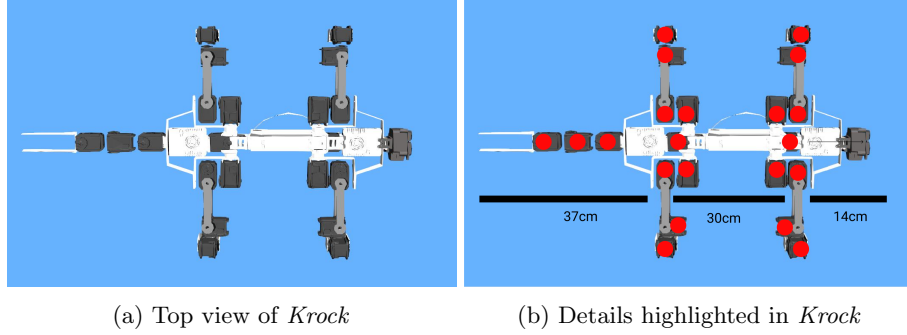 37cm
30cm
14cm
(a) Top view of Krock
(b) Details highlighted in Krock